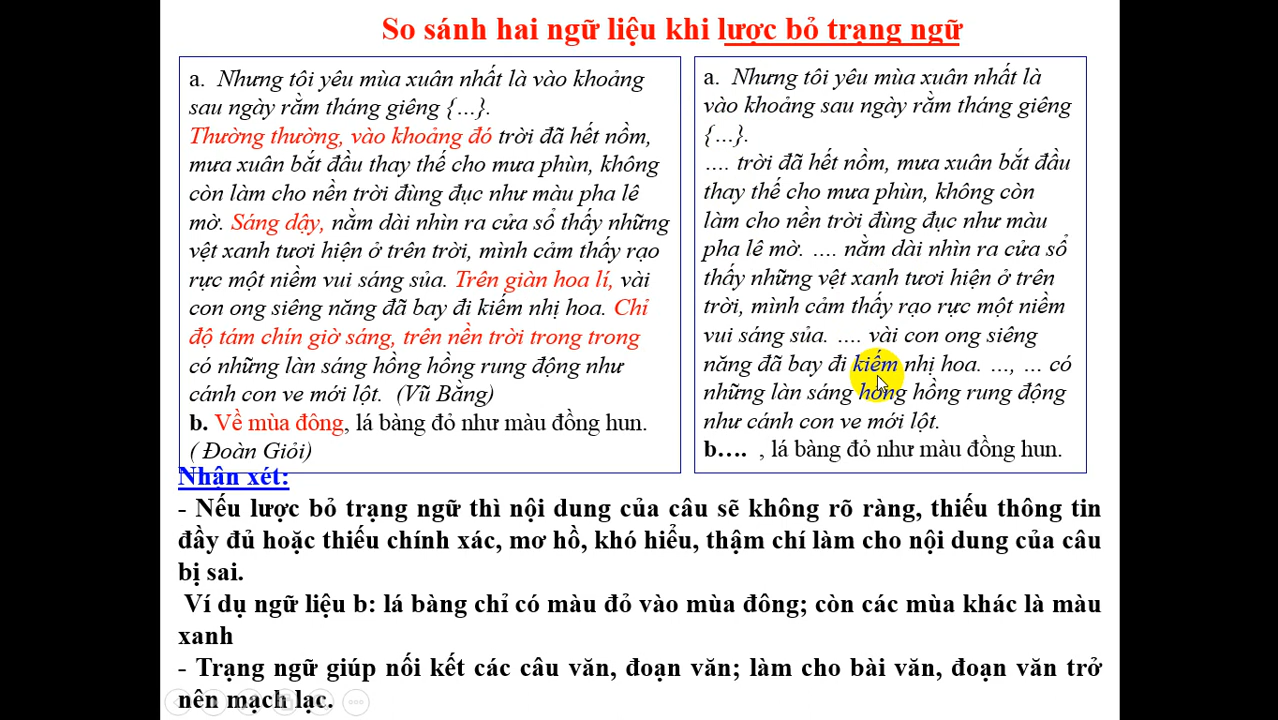 So sánh hai ngữ liệu khi lược bỏ trạng ngữ
a. Nhưng tôi yêu mùa xuân nhất là vào khoảng
sau ngày rằm tháng giêng {…}.
Thường thường, vào khoảng đó trời đã hết nồm,
mưa xuân bắt đầu thay thế cho mưa phùn, không
còn làm cho nền trời đùng đục như màu pha lê
mờ. Sáng dậy, nằm dài nhìn ra cửa sổ thấy những
vệt xanh tươi hiện ở trên trời, mình cảm thấy rạo
rực một niềm vui sáng sủa. Trên giàn hoa lí, vài
con ong siêng năng đã bay đi kiếm nhị hoa. Chỉ
độ tám chín giờ sáng, trên nền trời trong trong
có những làn sáng hồng hồng rung động như
cánh con ve mới lột. (Vũ Bằng)
b. Về mùa đông, lá bàng đỏ như màu đồng hun.
( Đoàn Giỏi)
a. Nhưng tôi yêu mùa xuân nhất là
vào khoảng sau ngày rằm tháng giêng
{…}.
…. trời đã hết nồm, mưa xuân bắt đầu
thay thế cho mưa phùn, không còn
làm cho nền trời đùng đục như màu
pha lê mờ. …. nằm dài nhìn ra cửa sổ
thấy những vệt xanh tươi hiện ở trên
trời, mình cảm thấy rạo rực một niềm
vui sáng sủa. …. vài con ong siêng
năng đã bay đi kiếm nhị hoa. …, … có
những làn sáng hồng hồng rung động
như cánh con ve mới lột.
b…. , lá bàng đỏ như màu đồng hun.
Nhận xét:
- Nếu lược bỏ trạng ngữ thì nội dung của câu sẽ không rõ ràng, thiếu thông tin
đầy đủ hoặc thiếu chính xác, mơ hồ, khó hiểu, thậm chí làm cho nội dung của câu
bị sai.
Ví dụ ngữ liệu b: lá bàng chỉ có màu đỏ vào mùa đông; còn các mùa khác là màu
xanh
- Trạng ngữ giúp nối kết các câu văn, đoạn văn; làm cho bài văn, đoạn văn trở
nên mạch lạc.